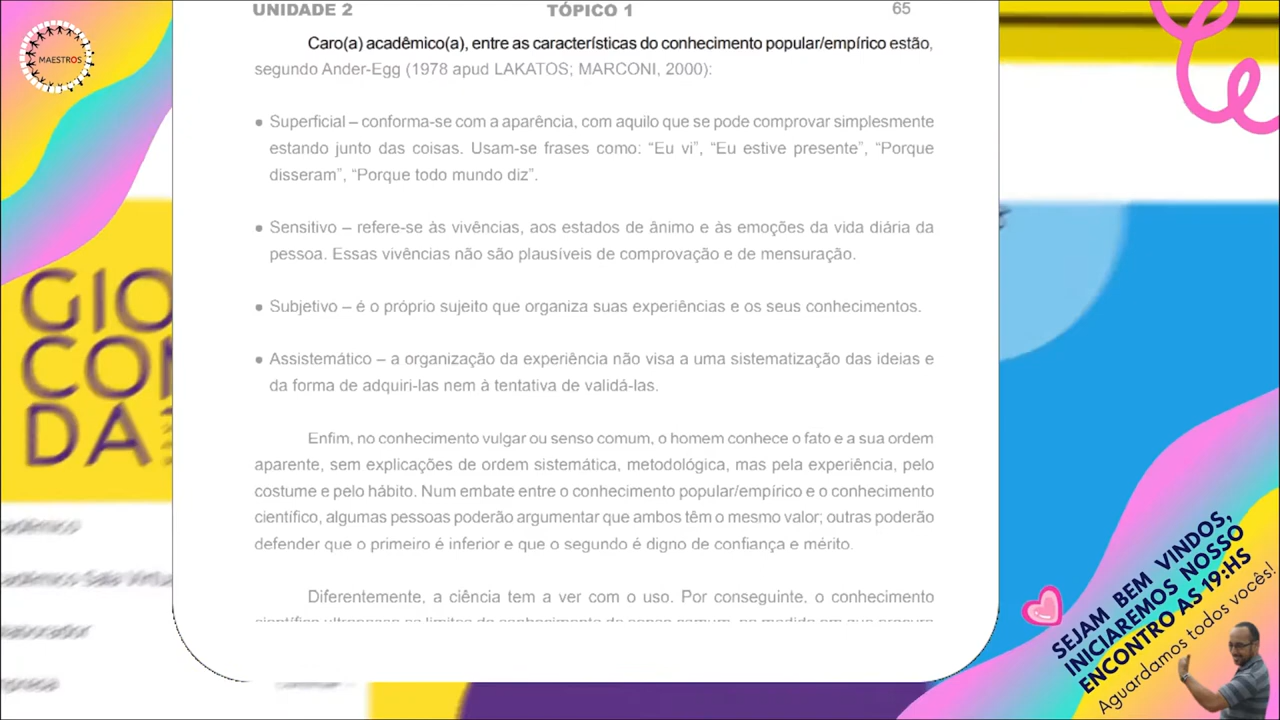 UNIDADE 2 TÓPICO 1 65
MAESTROS
Caro(a) acadêmico(a), entre as características do conhecimento popular/empírico estão,
segundo Ander-Egg (1978 apud LAKATOS; MARCONI, 2000):
● Superficial – conforma-se com a aparência, com aquilo que se pode comprovar simplesmente
estando junto das coisas. Usam-se frases como: “Eu vi”, “Eu estive presente”, “Porque
disseram”, “Porque todo mundo diz”.
● Sensitivo – refere-se às vivências, aos estados de ânimo e às emoções da vida diária da
pessoa. Essas vivências não são plausíveis de comprovação e de mensuração.
● Subjetivo – é o próprio sujeito que organiza suas experiências e os seus conhecimentos.
● Assistemático – a organização da experiência não visa a uma sistematização das ideias e
da forma de adquiri-las nem à tentativa de validá-las.
Enfim, no conhecimento vulgar ou senso comum, o homem conhece o fato e a sua ordem
aparente, sem explicações de ordem sistemática, metodológica, mas pela experiência, pelo
costume e pelo hábito. Num embate entre o conhecimento popular/empírico e o conhecimento
científico, algumas pessoas poderão argumentar que ambos têm o mesmo valor; outras poderão
defender que o primeiro é inferior e que o segundo é digno de confiança e mérito.
Diferentemente, a ciência tem a ver com o uso. Por conseguinte, o conhecimento
GIO
CON
DA
SEJAM BEM VINDOS,
INICIAREMOS NOSSO
ENCONTRO AS 19:HS
Aguardamos todos vocês!